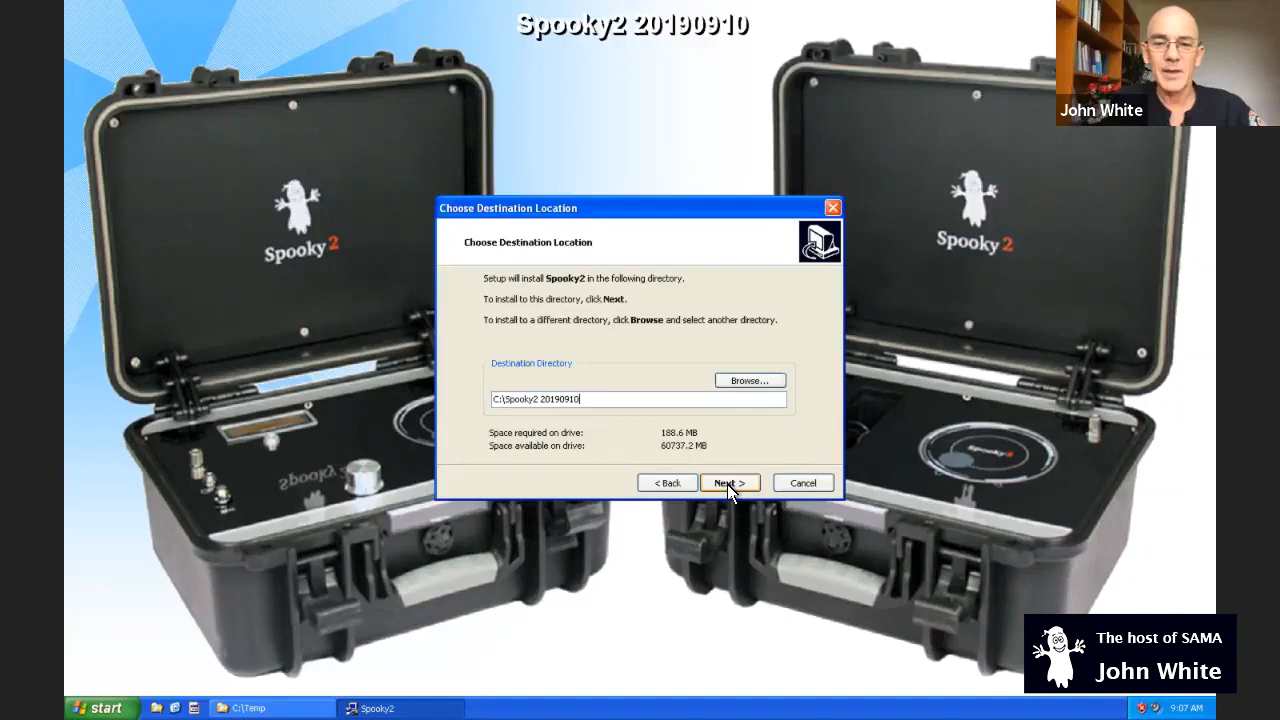 Spooky2 20190910
John White
Spooky2
Spooky2
Choose Destination Location
Choose Destination Location
Setup will install Spooky2 in the following directory.
To install to this directory, click Next.
To install to a different directory, click Browse and select another directory.
Destination Directory
Browse...
C:\Spooky2 20190910
Space required on drive: 188.6 MB
Space available on drive: 60737.2 MB
< Back
Next >
Cancel
Spooky2
The host of SAMA
John White
start
C:\Temp
Spooky2
9:07 AM